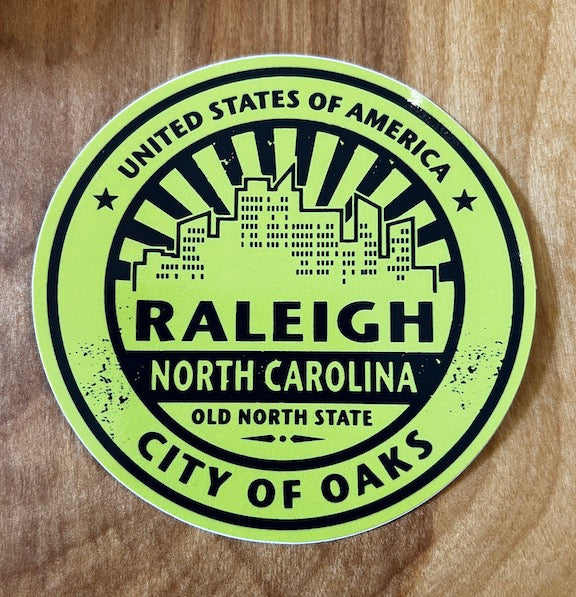 UNITED STATES OF AMERICA
RALEIGH
NORTH CAROLINA
OLD NORTH STATE
CITY OF OAKS